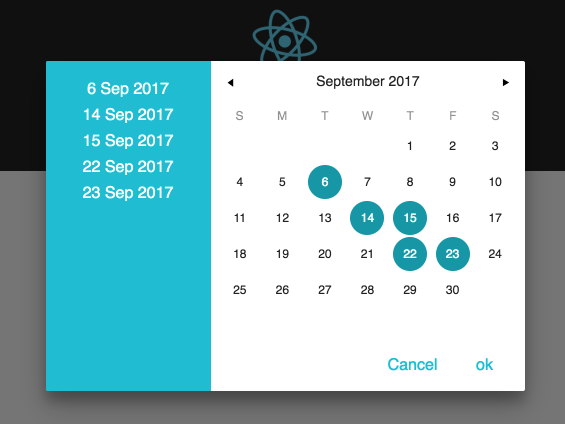 6 Sep 2017
14 Sep 2017
15 Sep 2017
22 Sep 2017
23 Sep 2017
September 2017
S M T W T F S
1 2 3
4 5 6 7 8 9 10
11 12 13 14 15 16 17
18 19 20 21 22 23 24
25 26 27 28 29 30
Cancel ok